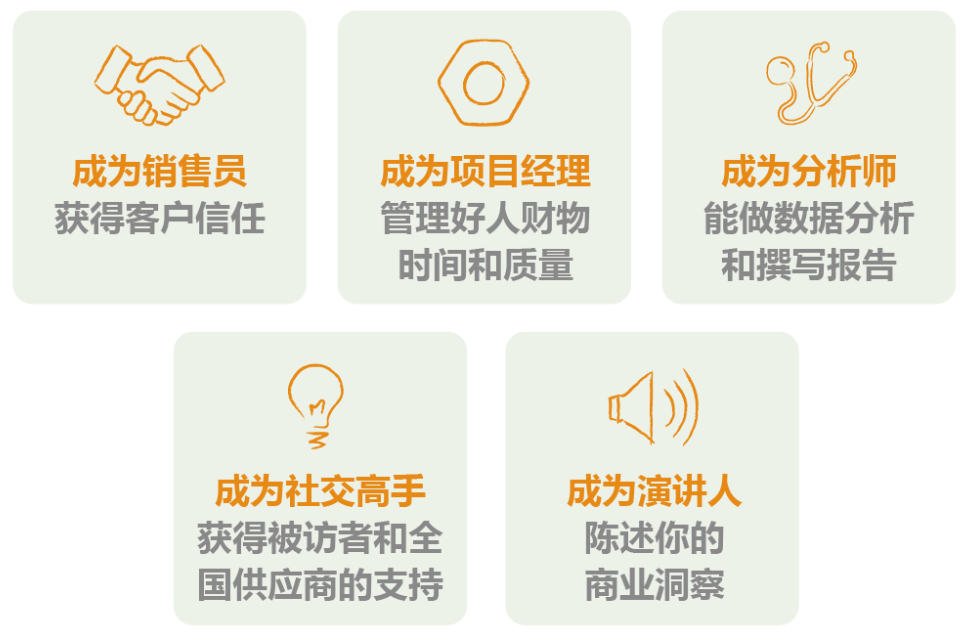 成为销售员
获得客户信任
成为项目经理
管理好人财物
时间和质量
成为分析师
能做数据分析
和撰写报告
成为社交高手
获得被访者和全
国供应商的支持
成为演讲人
陈述你的
商业洞察